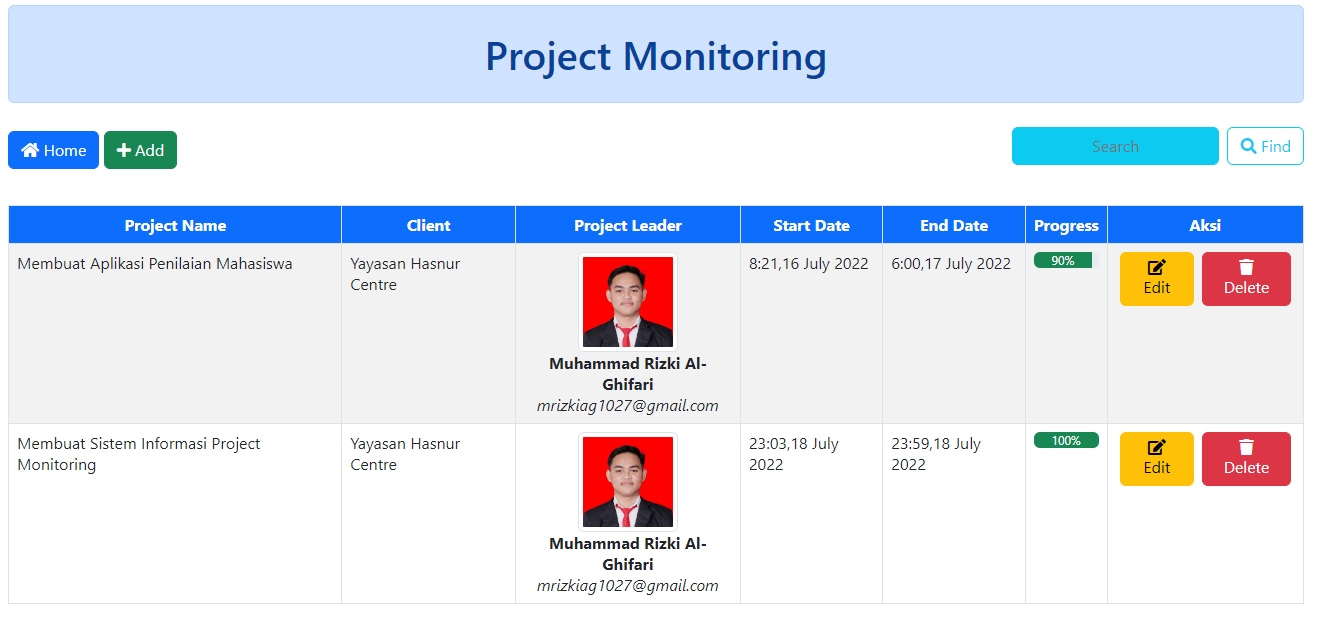 Project Monitoring
Home Add Search Find
Project Name Client Project Leader Start Date End Date Progress Aksi
Membuat Aplikasi Penilaian Mahasiswa
Yayasan Hasnur
Centre
Muhammad Rizki Al-
Ghifari
mrizkiag1027@gmail.com
8:21,16 July 2022
6:00,17 July 2022
90%
Edit
Delete
Membuat Sistem Informasi Project
Monitoring
Yayasan Hasnur
Centre
Muhammad Rizki Al-
Ghifari
mrizkiag1027@gmail.com
23:03,18 July
2022
23:59,18 July
2022
100%
Edit
Delete